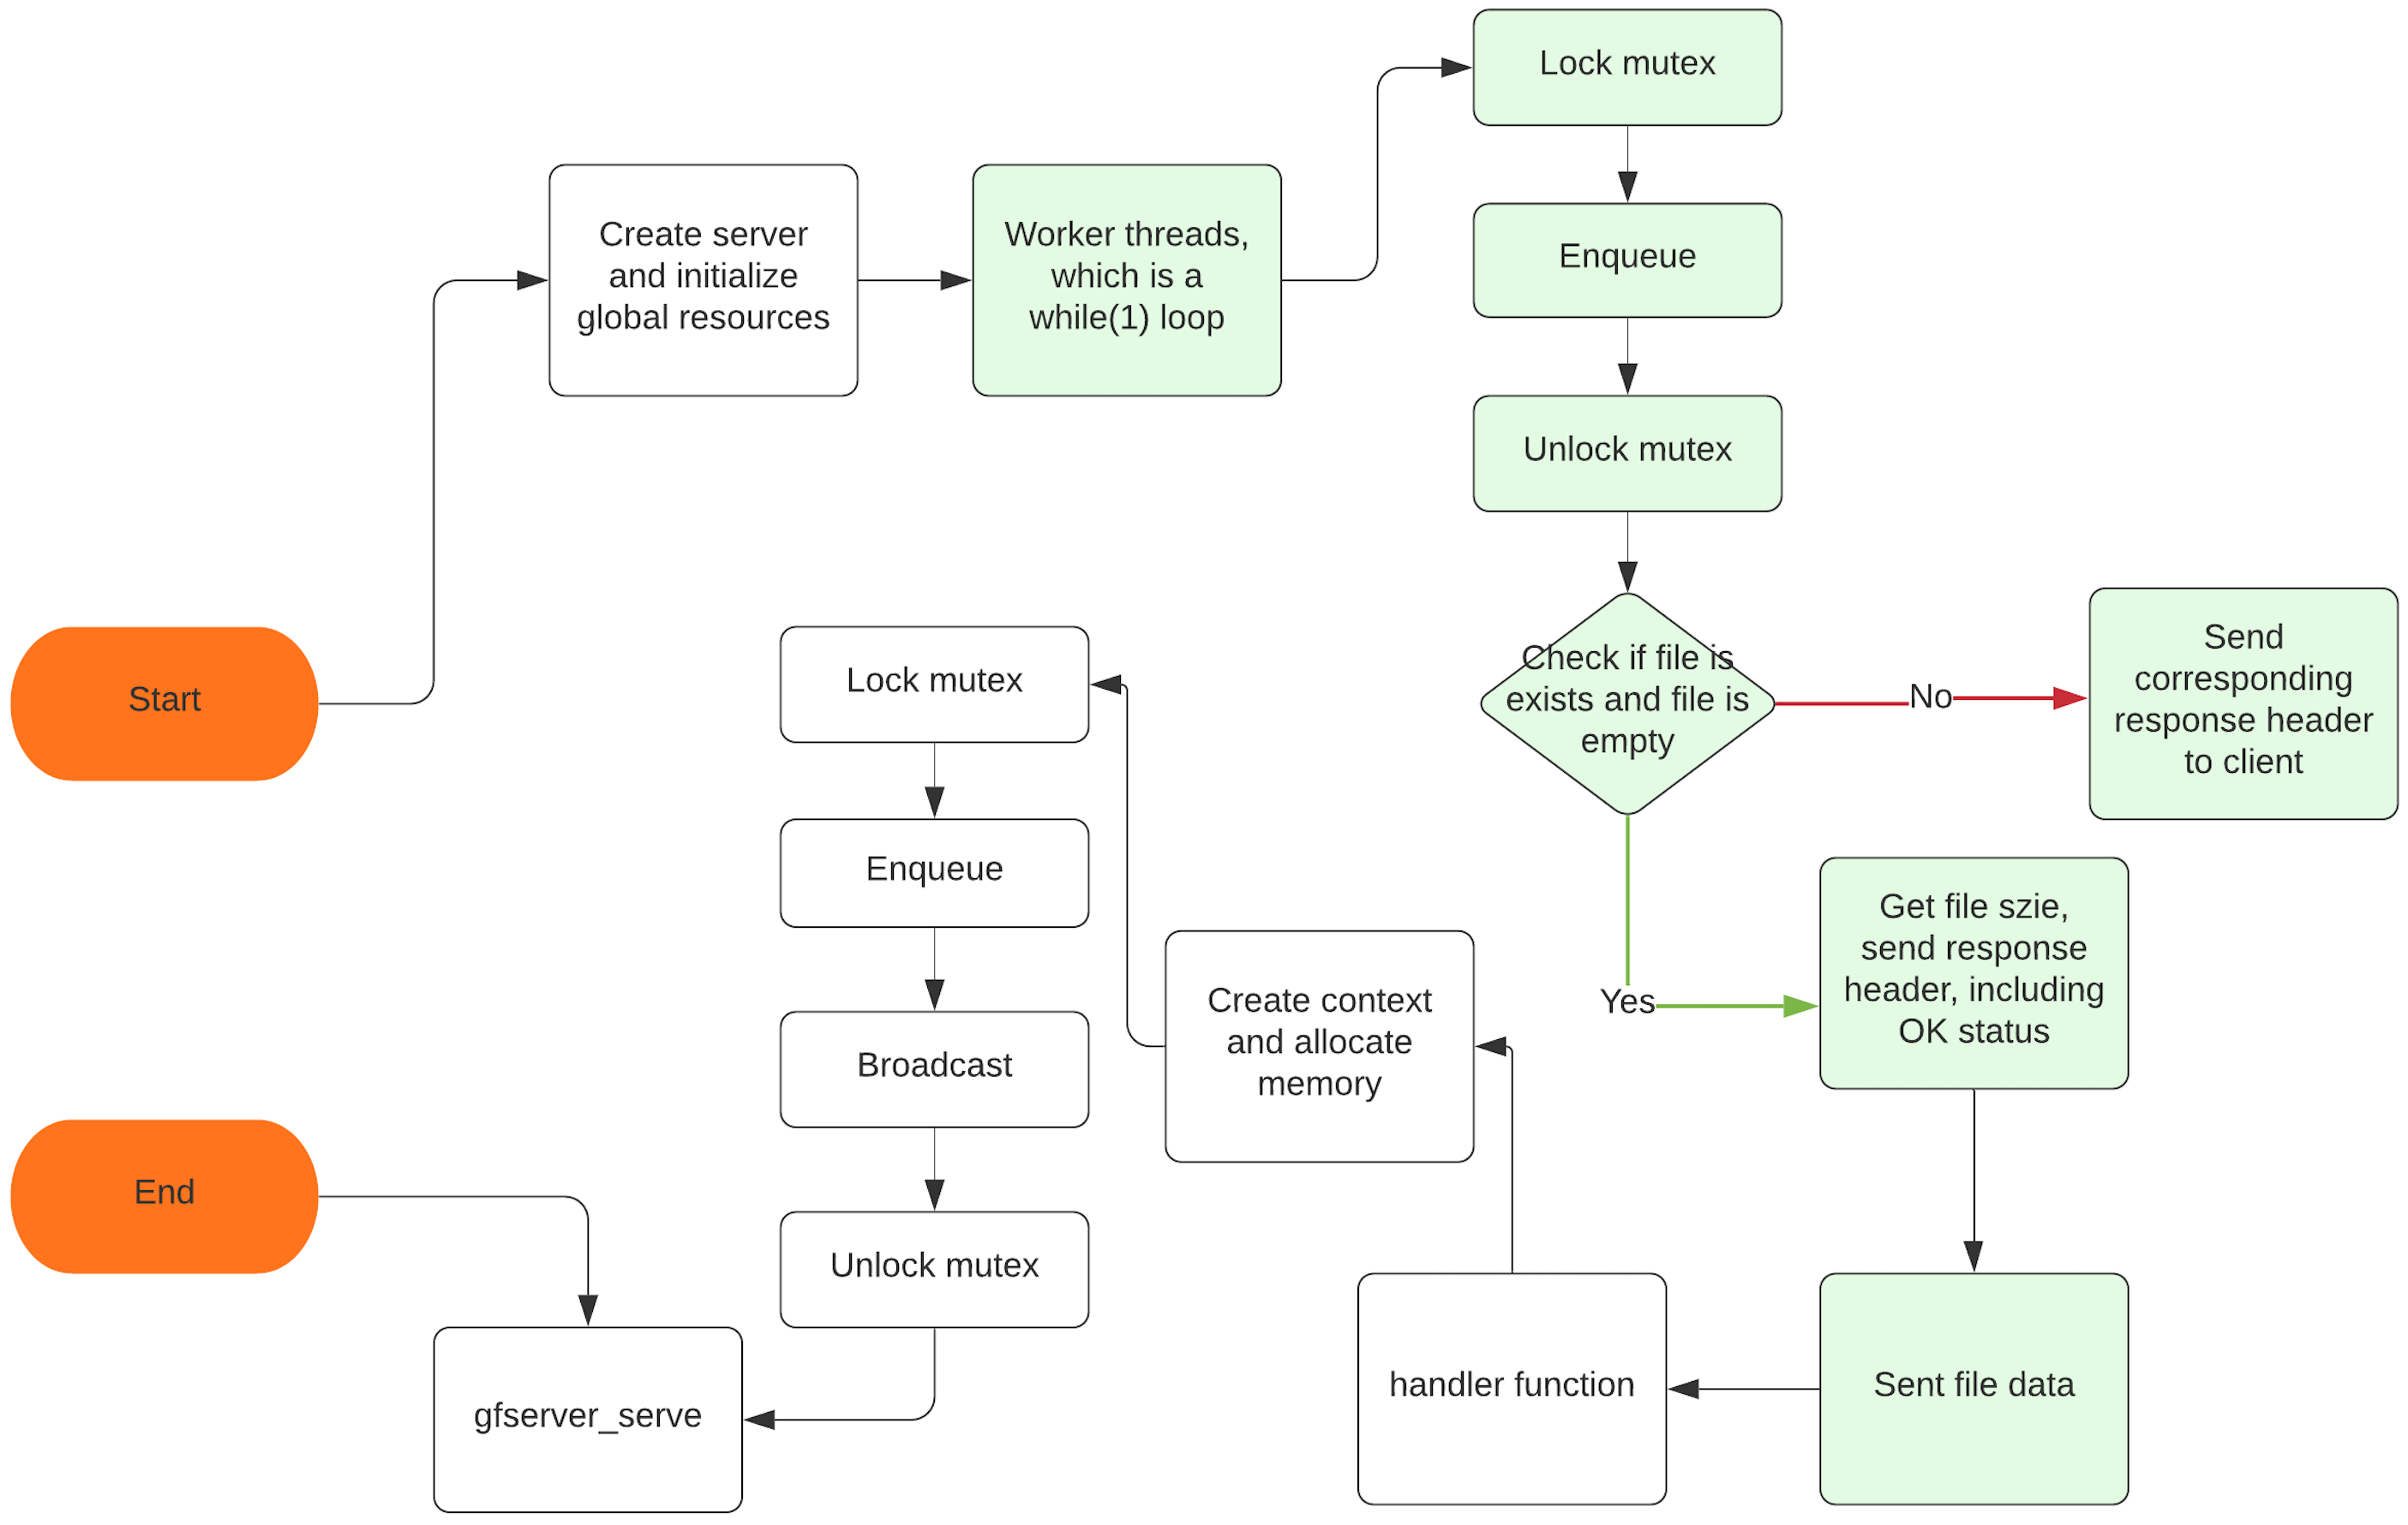 Start
Create server
and initialize
global resources
Worker threads,
which is a
while(1) loop
Lock mutex
Enqueue
Unlock mutex
Check if file is
exists and file is
empty
No
Send
corresponding
response header
to client
Yes
Get file szie,
send response
header, including
OK status
Sent file data
handler function
Create context
and allocate
memory
Lock mutex
Enqueue
Broadcast
Unlock mutex
gfserver_serve
End